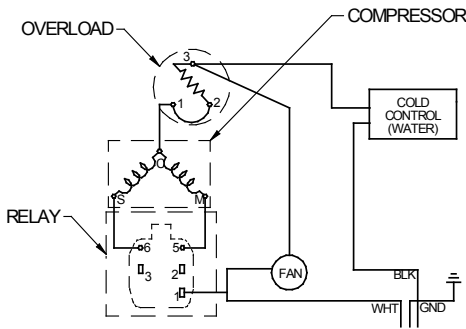 COMPRESSOR
OVERLOAD
3
1
2
COLD
CONTROL
(WATER)
C
S
M
RELAY
6
5
3
2
1
FAN
BLK
WHT
GND